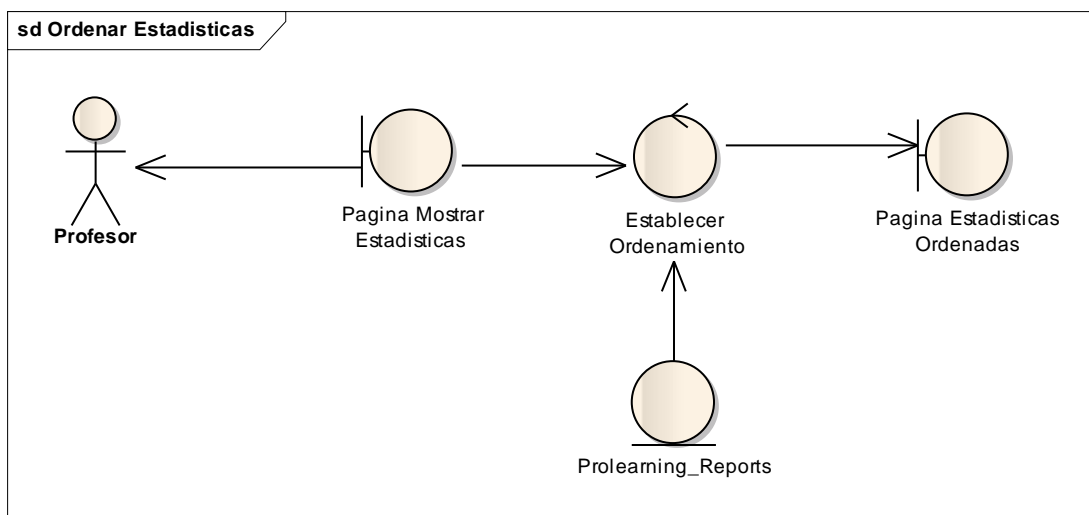 sd Ordenar Estadisticas
Profesor
Pagina Mostrar
Estadisticas
Establecer
Ordenamiento
Pagina Estadisticas
Ordenadas
Prolearning_Reports